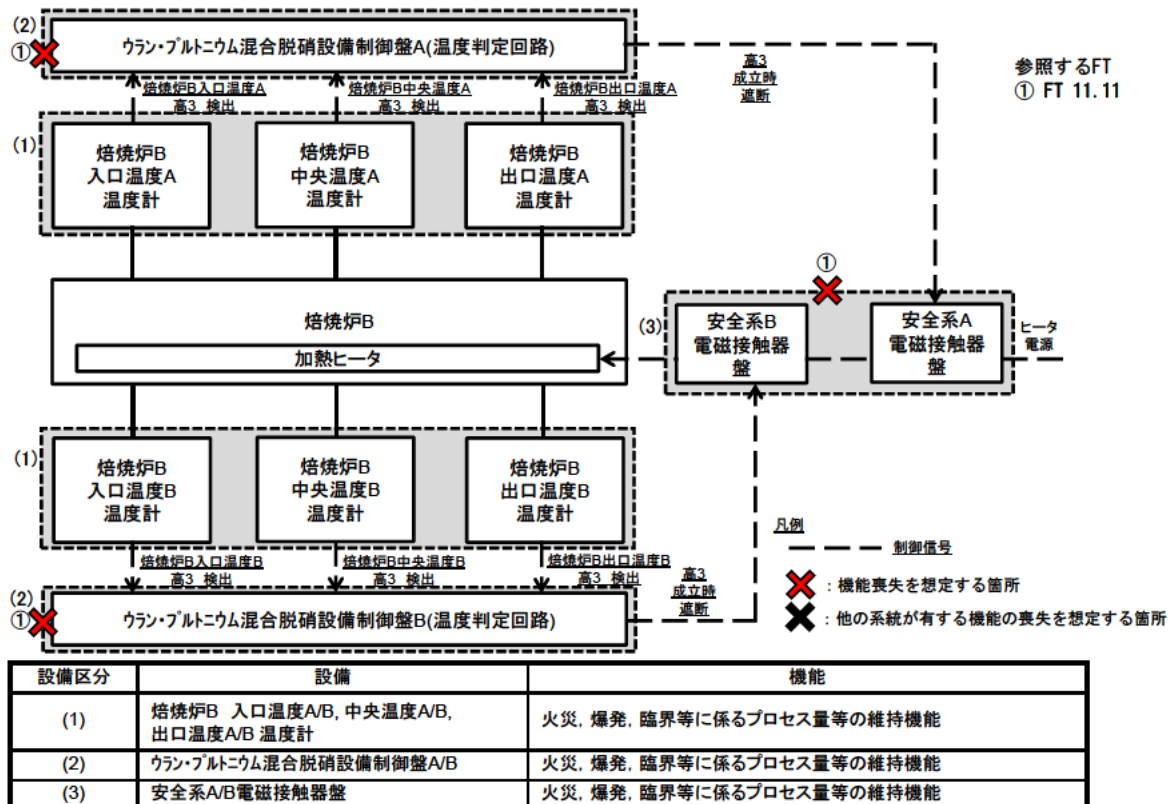 (2)
①
ウラン・プルトニウム混合脱硝設備制御盤A(温度判定回路)
高3
成立時
遮断
参照するFT
① FT 11.11
焙焼炉B入口温度A
高3 検出
焙焼炉B中央温度A
高3 検出
焙焼炉B出口温度A
高3 検出
(1)
焙焼炉B
入口温度A
温度計
焙焼炉B
中央温度A
温度計
焙焼炉B
出口温度A
温度計
焙焼炉B
加熱ヒータ
①
(3)
安全系B
電磁接触器
盤
安全系A
電磁接触器
盤
ヒータ
電源
(1)
焙焼炉B
入口温度B
温度計
焙焼炉B
中央温度B
温度計
焙焼炉B
出口温度B
温度計
焙焼炉B入口温度B
高3 検出
焙焼炉B中央温度B
高3 検出
焙焼炉B出口温度B
高3 検出
(2)
①
ウラン・プルトニウム混合脱硝設備制御盤B(温度判定回路)
高3
成立時
遮断
凡例
制御信号
：機能喪失を想定する箇所
：他の系統が有する機能の喪失を想定する箇所
設備区分 設備 機能
(1) 焙焼炉B 入口温度A/B, 中央温度A/B,
出口温度A/B 温度計 火災, 爆発, 臨界等に係るプロセス量等の維持機能
(2) ウラン・プルトニウム混合脱硝設備制御盤A/B 火災, 爆発, 臨界等に係るプロセス量等の維持機能
(3) 安全系A/B電磁接触器盤 火災, 爆発, 臨界等に係るプロセス量等の維持機能